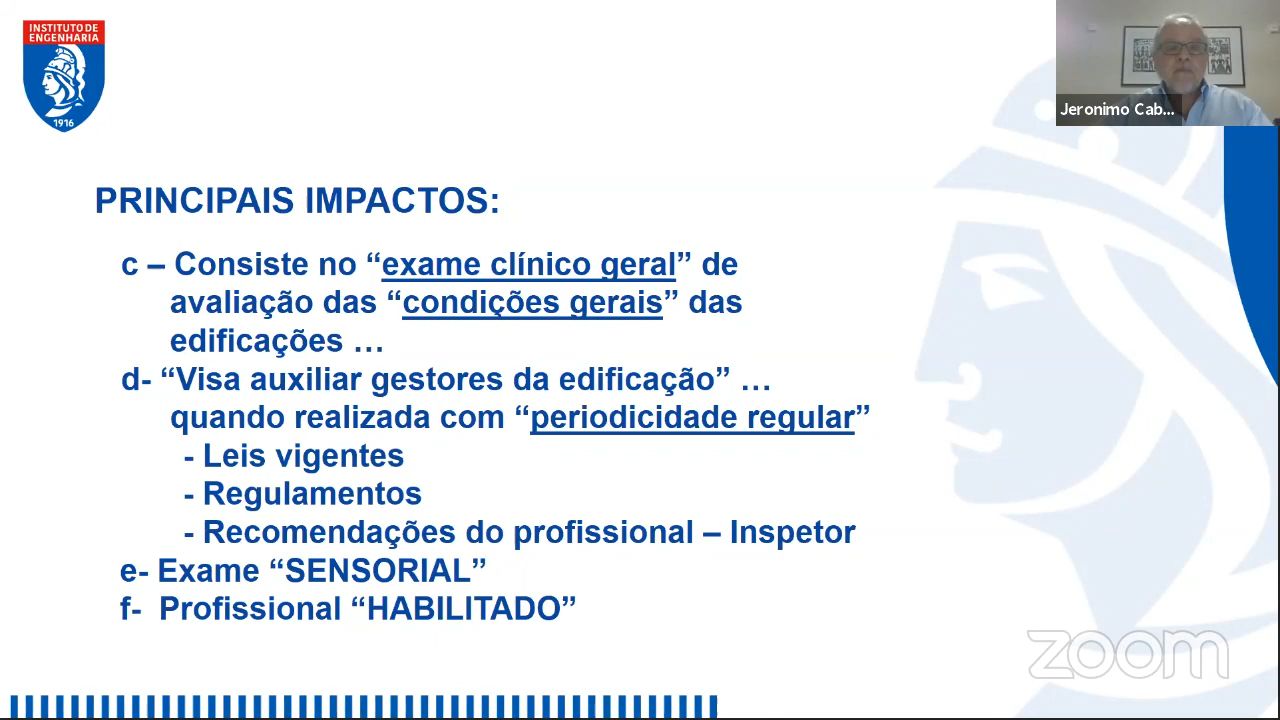 INSTITUTO DE
ENGENHARIA
1916
Jeronimo Cab...
PRINCIPAIS IMPACTOS:
c – Consiste no “exame clínico geral” de
avaliação das “condições gerais” das
edificações …
d- “Visa auxiliar gestores da edificação” …
quando realizada com “periodicidade regular”
- Leis vigentes
- Regulamentos
- Recomendações do profissional – Inspetor
e- Exame “SENSORIAL”
f- Profissional “HABILITADO”
zoom